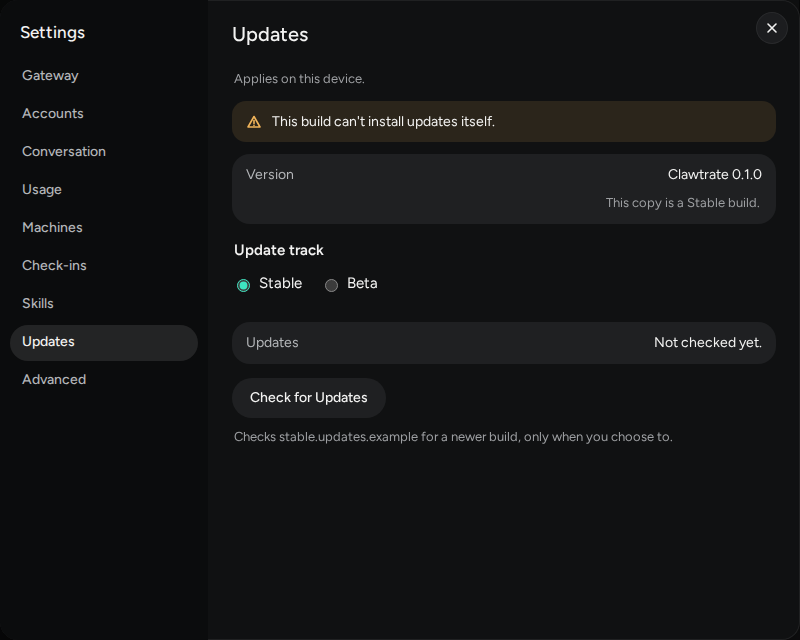 Settings
Gateway
Accounts
Conversation
Usage
Machines
Check-ins
Skills
Updates
Advanced
Updates
Applies on this device.
This build can't install updates itself.
Version
Clawtrate 0.1.0
This copy is a Stable build.
Update track
Stable
Beta
Updates
Not checked yet.
Check for Updates
Checks stable.updates.example for a newer build, only when you choose to.